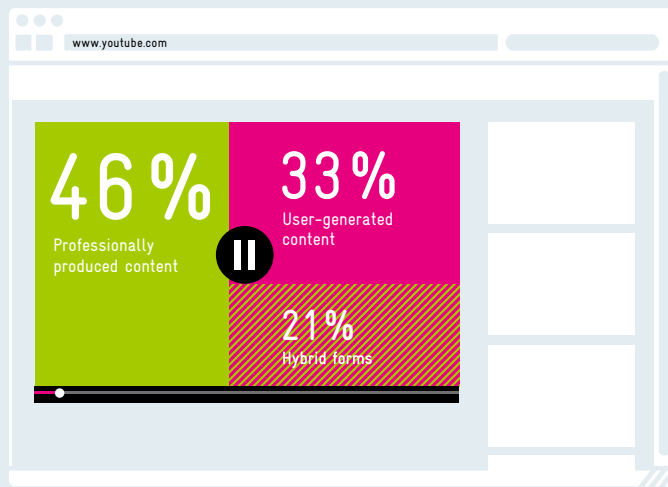 www.youtube.com
46%
Professionally
produced content
33%
User-generated
content
21%
Hybrid forms